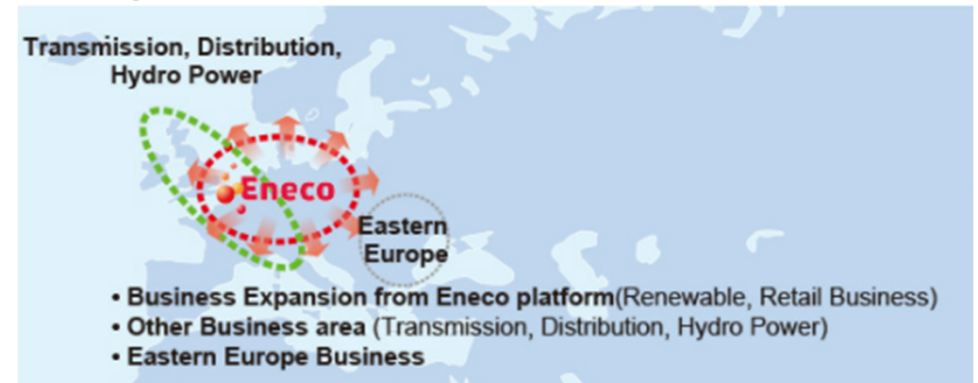 Transmission, Distribution,
Hydro Power
Eneco
Eastern
Europe
• Business Expansion from Eneco platform(Renewable, Retail Business)
• Other Business area (Transmission, Distribution, Hydro Power)
• Eastern Europe Business